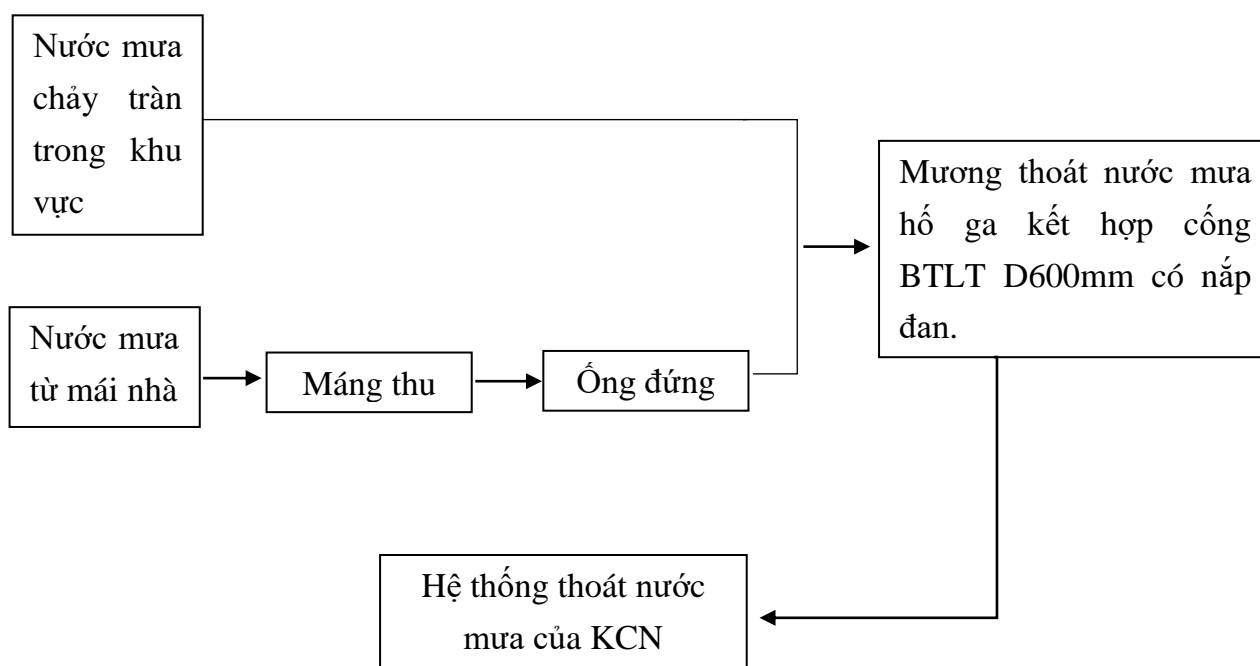 Nước mưa
chảy tràn
trong khu
vực
Mương thoát nước mưa
hố ga kết hợp cống
BTLT D600mm có nắp
đan.
Nước mưa
từ mái nhà
Máng thu
Ống đứng
Hệ thống thoát nước
mưa của KCN